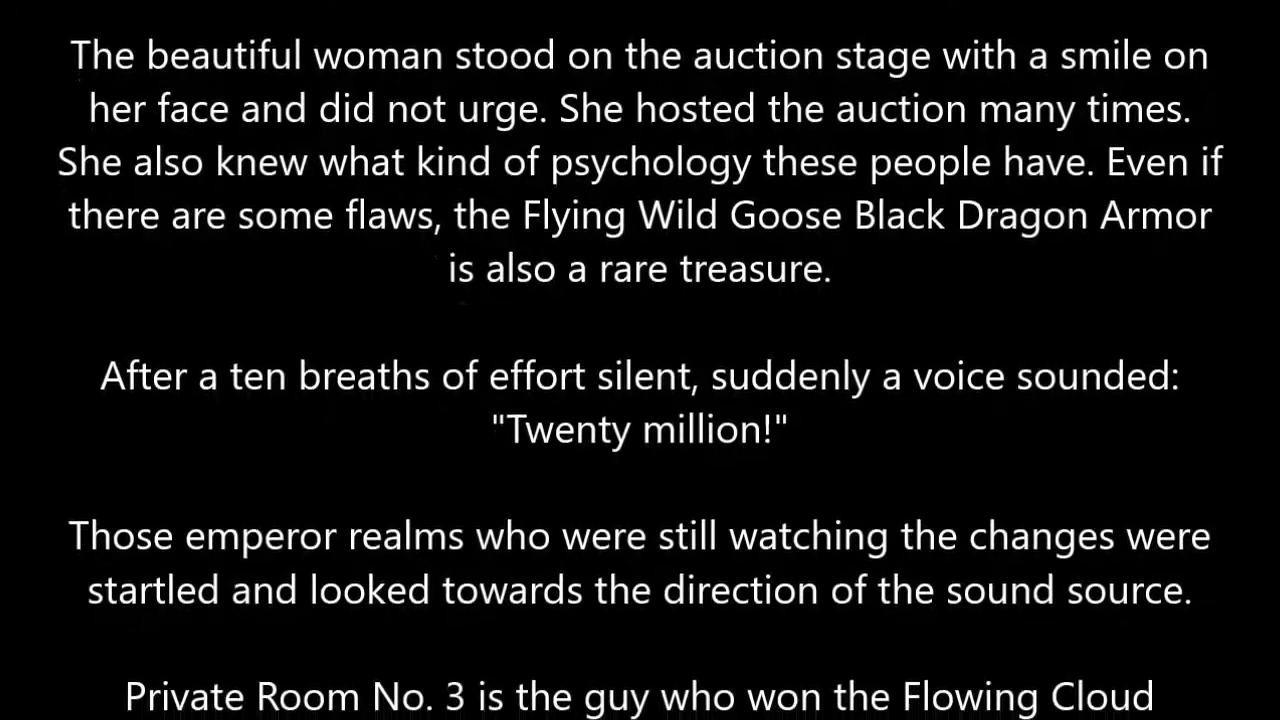 The beautiful woman stood on the auction stage with a smile on
her face and did not urge. She hosted the auction many times.
She also knew what kind of psychology these people have. Even if
there are some flaws, the Flying Wild Goose Black Dragon Armor
is also a rare treasure.
After a ten breaths of effort silent, suddenly a voice sounded:
"Twenty million!"
Those emperor realms who were still watching the changes were
startled and looked towards the direction of the sound source.
Private Room No. 3 is the guy who won the Flowing Cloud